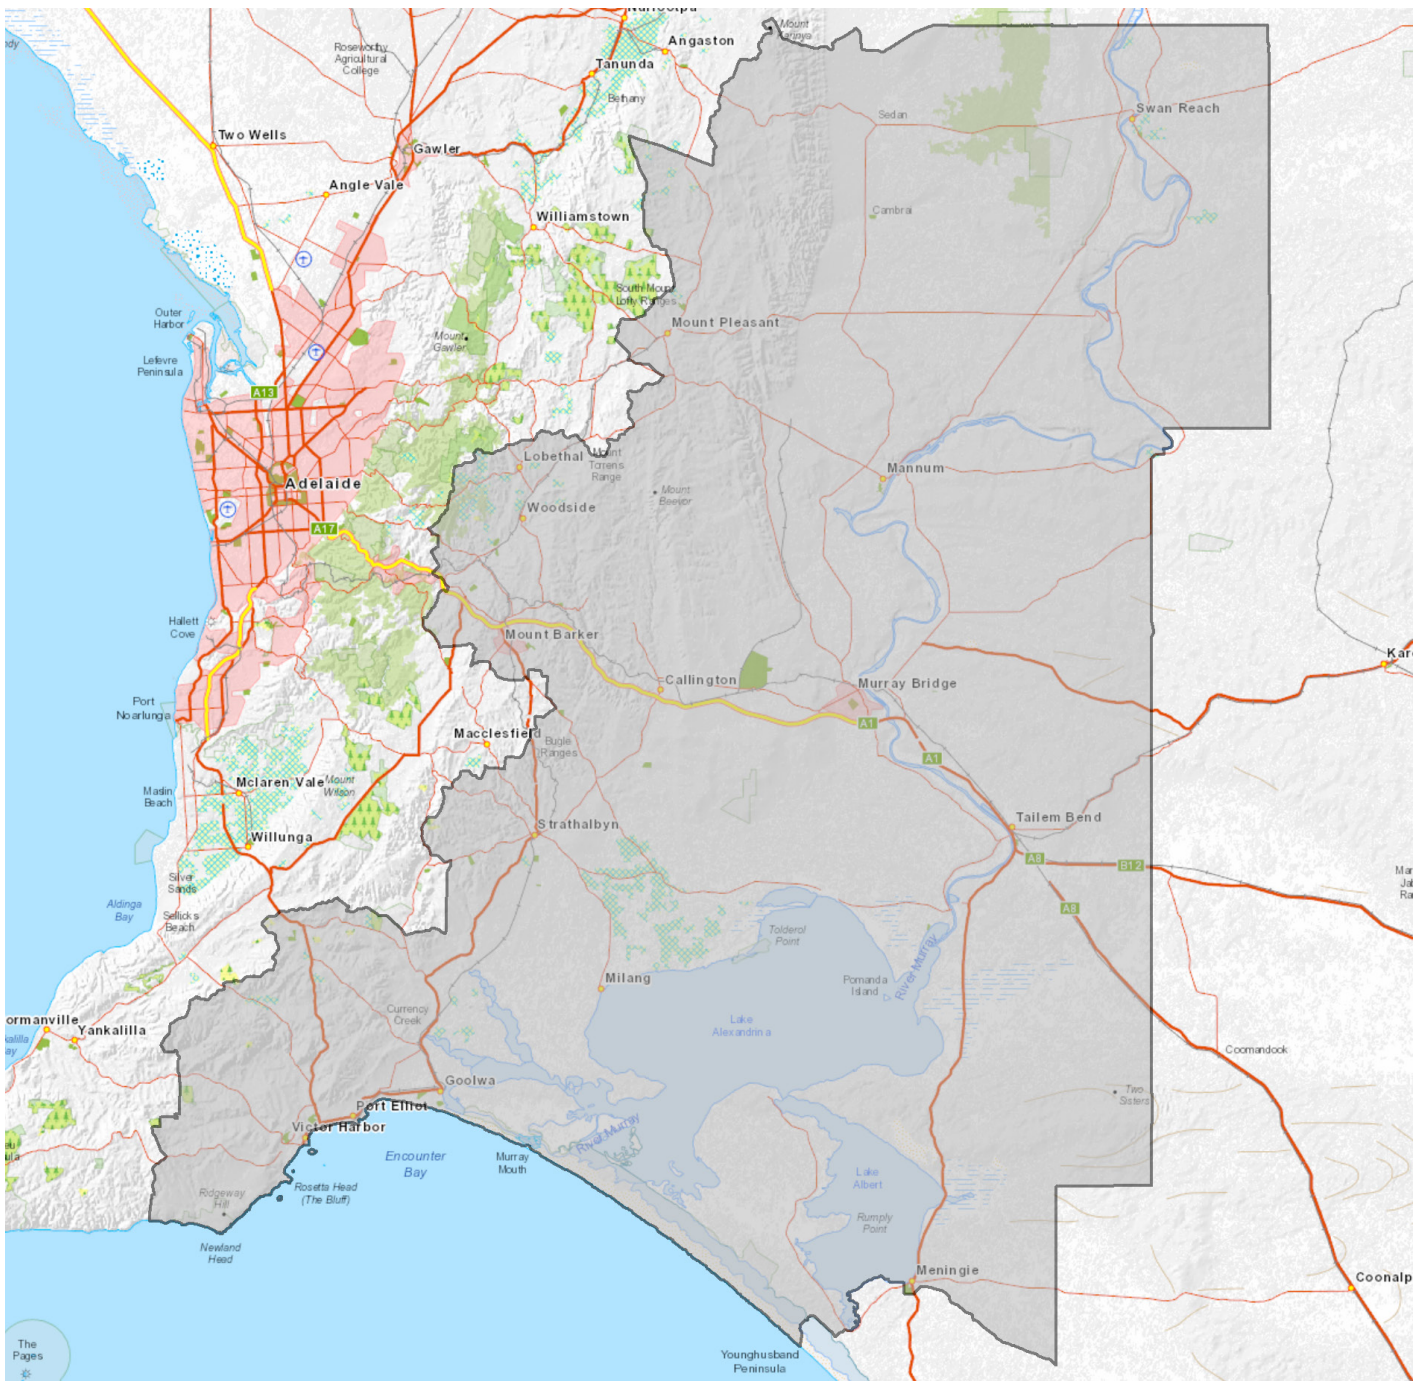 Mount
Angaston
Roseworthy
Agricultural
College
Tanunda
Bethany
Two Wells
Gawler
Sedan
Swan Reach
Angle Vale
Williamstown
Cambrai
South Mount
Lofty Ranges
Outer
Harbor
Mount Pleasant
Mount
Gawler
Lefevre
Peninsula
A13
Lobethal
Mount
Torrens
Range
Mannum
Adelaide
Mount
Beevor
Woodside
A17
Hallett
Cove
Mount Barker
Callington
Murray Bridge
Port
Noarlunga
A1
Macclesfield
Bugle
Ranges
A1
Mclaren Vale
Mount
Wilson
Maslin
Beach
Willunga
Strathalbyn
Tailem Bend
A8
B12
Silver
Sands
Aldinga
Bay
Sellicks
Beach
A8
Tolderol
Point
River Murray
Milang
Pomanda
Island
Currency
Creek
Lake
Alexandrina
ormanville
Yankalilla
Coomandook
Goolwa
Two
Sisters
Port Elliot
Victor Harbor
River Murray
Encounter
Bay
Murray
Mouth
Rosetta Head
(The Bluff)
Lake
Albert
Ridgeway
Hill
Rumply
Point
Newland
Head
Meningie
Coonalp
The
Pages
Younghusband
Peninsula